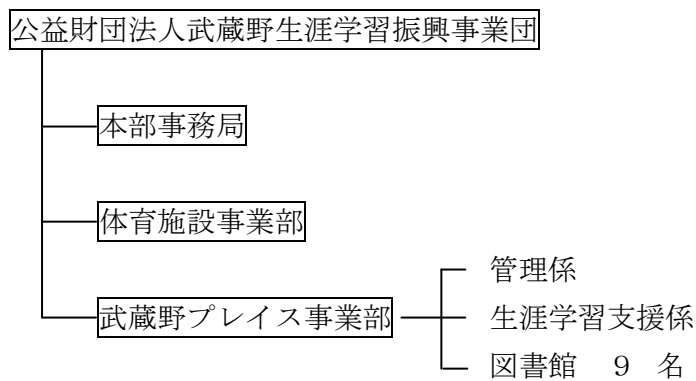 公益財団法人武蔵野生涯学習振興事業団
本部事務局
体育施設事業部
管理係
武蔵野プレイス事業部
生涯学習支援係
図書館 9 名